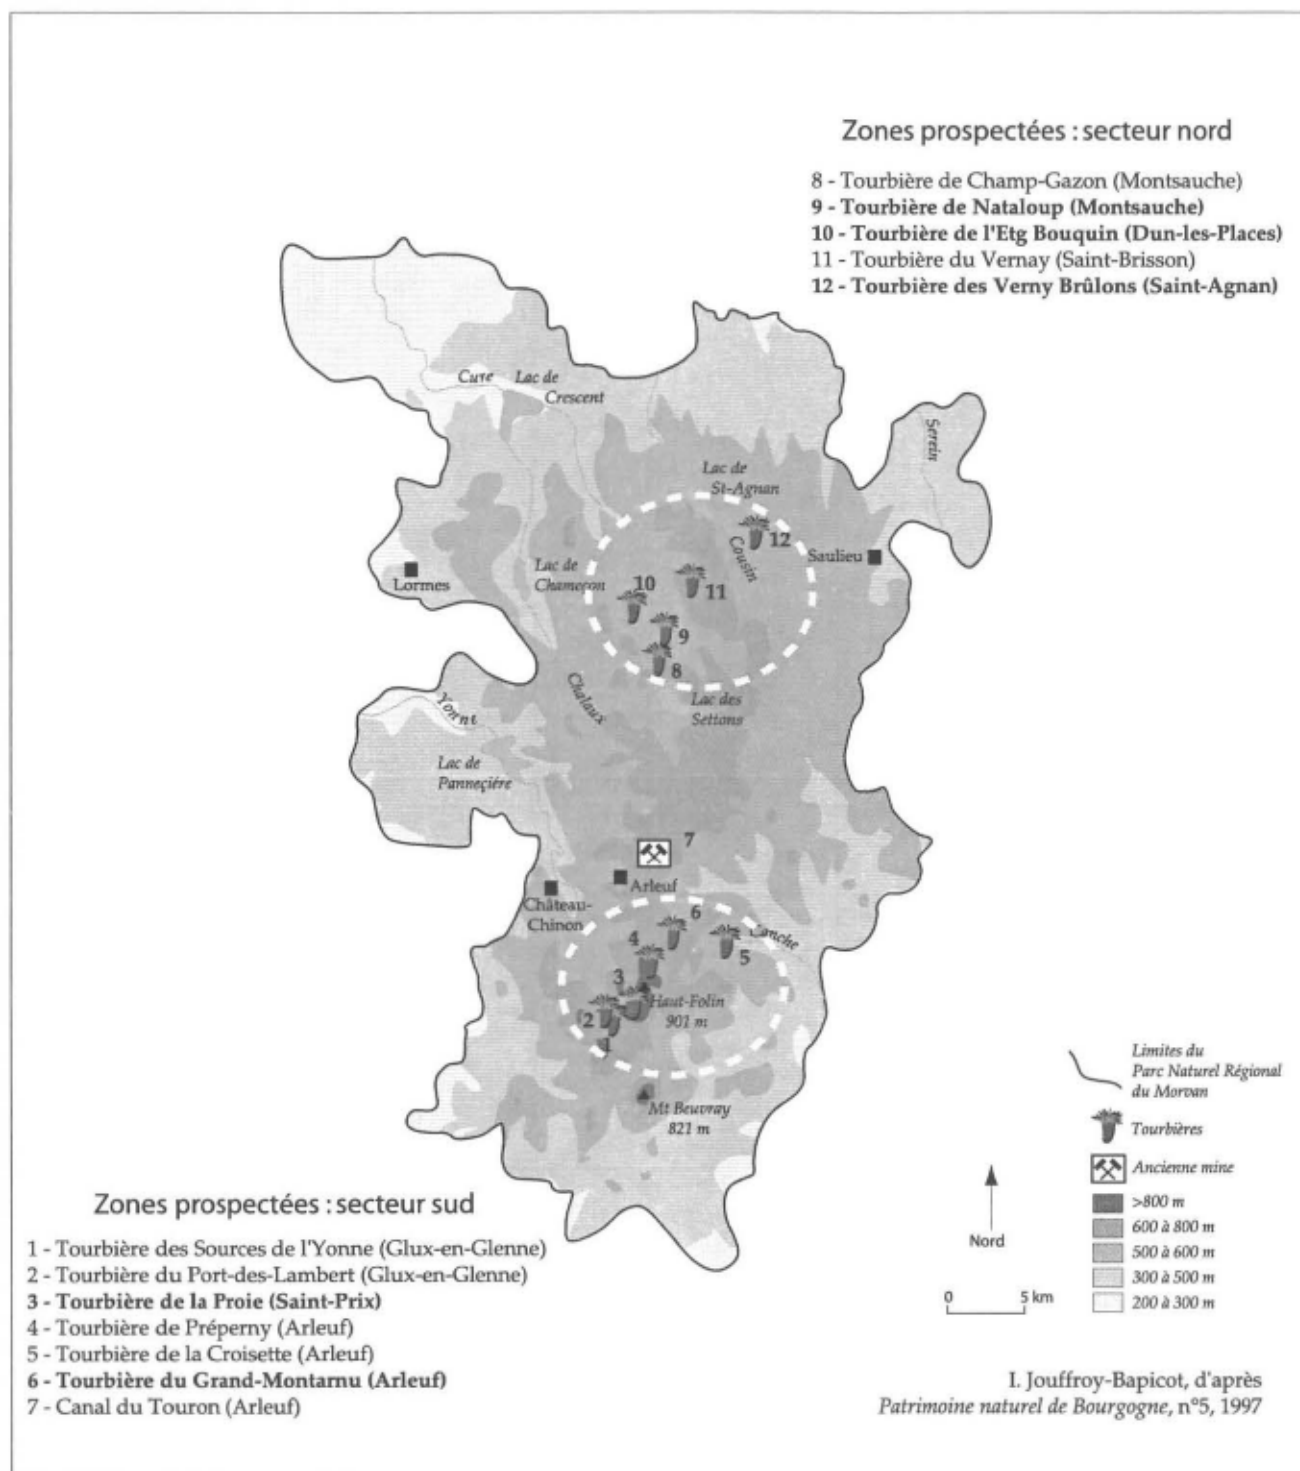 Zones prospectées : secteur nord
8 - Tourbière de Champ-Gazon (Montsauche)
9 - Tourbière de Nataloup (Montsauche)
10 - Tourbière de l'Etg Bouquin (Dun-les-Places)
11 - Tourbière du Vernay (Saint-Brisson)
12 - Tourbière des Verny Brûlons (Saint-Agnan)
Cure
Lac de
Crescent
Serein
Lac de
St-Agnan
12
Cousin
Saulieu
Lormes
Lac de
Chameçon
10
11
9
8
Chalaux
Lac des
Settons
Yonne
Lac de
Panneçiére
7
Arleuf
Château-
Chinon
6
4
5
Canche
3
Haut-Folin
901 m
2
1
Mt Beuvray
821 m
Limites du
Parc Naturel Régional
du Morvan
Tourbières
Ancienne mine
>800 m
600 à 800 m
500 à 600 m
300 à 500 m
200 à 300 m
Nord
0 5 km
Zones prospectées : secteur sud
1 - Tourbière des Sources de l'Yonne (Glux-en-Glenne)
2 - Tourbière du Port-des-Lambert (Glux-en-Glenne)
3 - Tourbière de la Proie (Saint-Prix)
4 - Tourbière de Préperny (Arleuf)
5 - Tourbière de la Croisette (Arleuf)
6 - Tourbière du Grand-Montarnu (Arleuf)
7 - Canal du Touron (Arleuf)
I. Jouffroy-Bapicot, d'après
Patrimoine naturel de Bourgogne, n°5, 1997